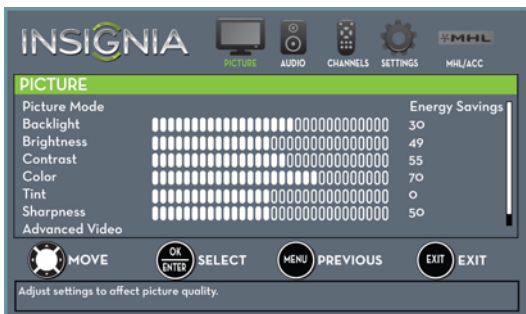 INSIGNIA
PICTURE AUDIO CHANNELS SETTINGS MHL MHL/ACC
PICTURE
Picture Mode Energy Savings
Backlight 30
Brightness 49
Contrast 55
Color 70
Tint 0
Sharpness 50
Advanced Video
MOVE OK ENTER SELECT MENU PREVIOUS EXIT EXIT
Adjust settings to affect picture quality.